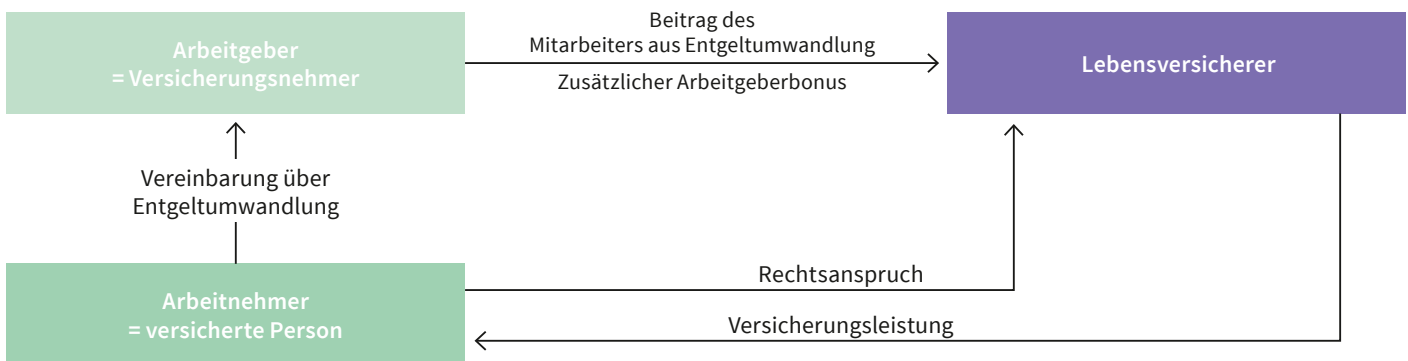 Arbeitgeber
= Versicherungsnehmer
Beitrag des
Mitarbeiters aus Entgeltumwandlung
Zusätzlicher Arbeitgeberbonus
Lebensversicherer
Vereinbarung über
Entgeltumwandlung
Arbeitnehmer
= versicherte Person
Rechtsanspruch
Versicherungsleistung